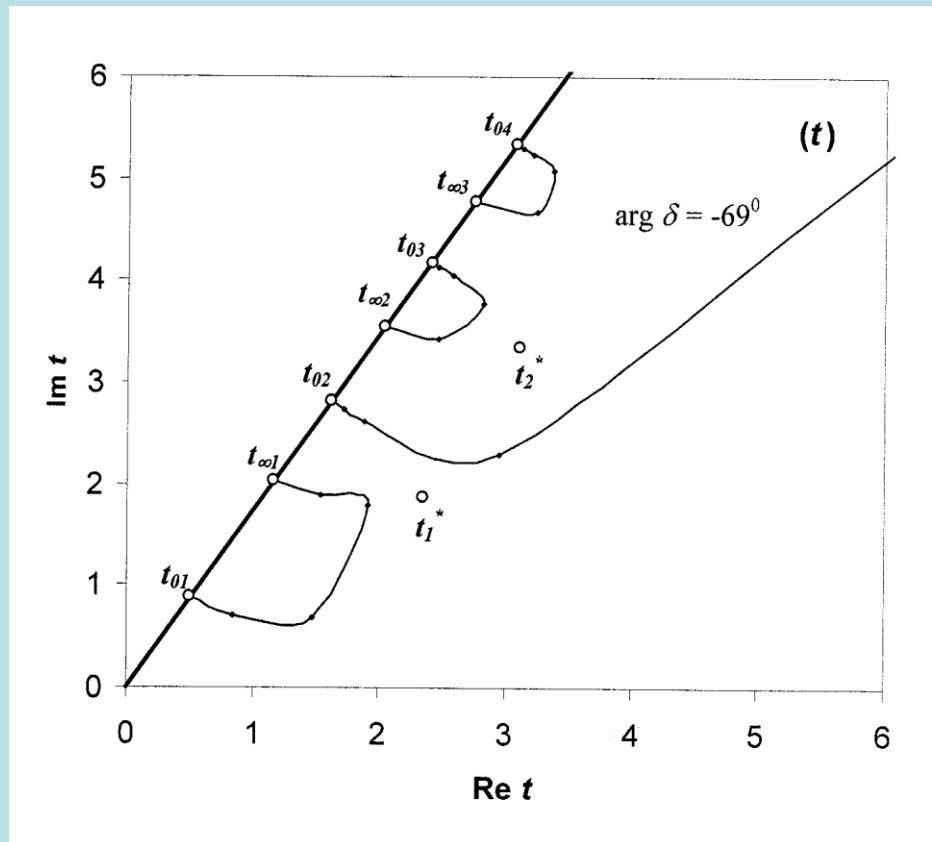 6
5
4
3
2
1
0
0 1 2 3 4 5 6
Im t
Re t
(t)
arg δ = -69⁰
t₀₄
t∞₃
t₀₃
t∞₂
t₀₂
t∞₁
t₀₁
t₂*
t₁*